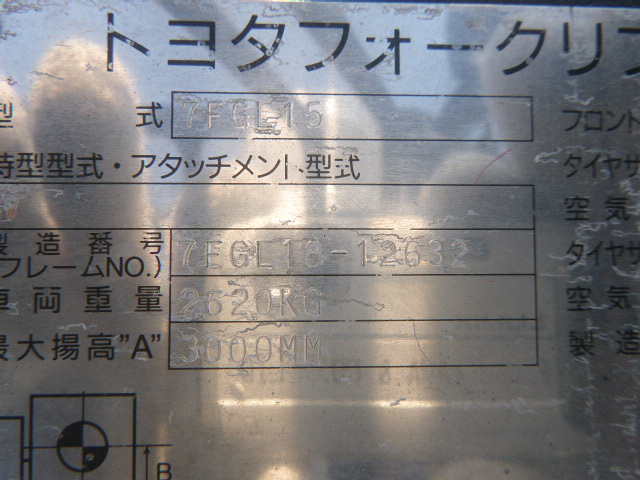 トヨタフォークリフ
型 式 7FGL15 フロント
特型型式・アタッチメント型式 タイヤサ
空気
製造番号 7FGL18-12632 タイヤサ
(フレームNO.)
車両重量 2620KG 空気
最大揚高"A" 3000MM 製造
B